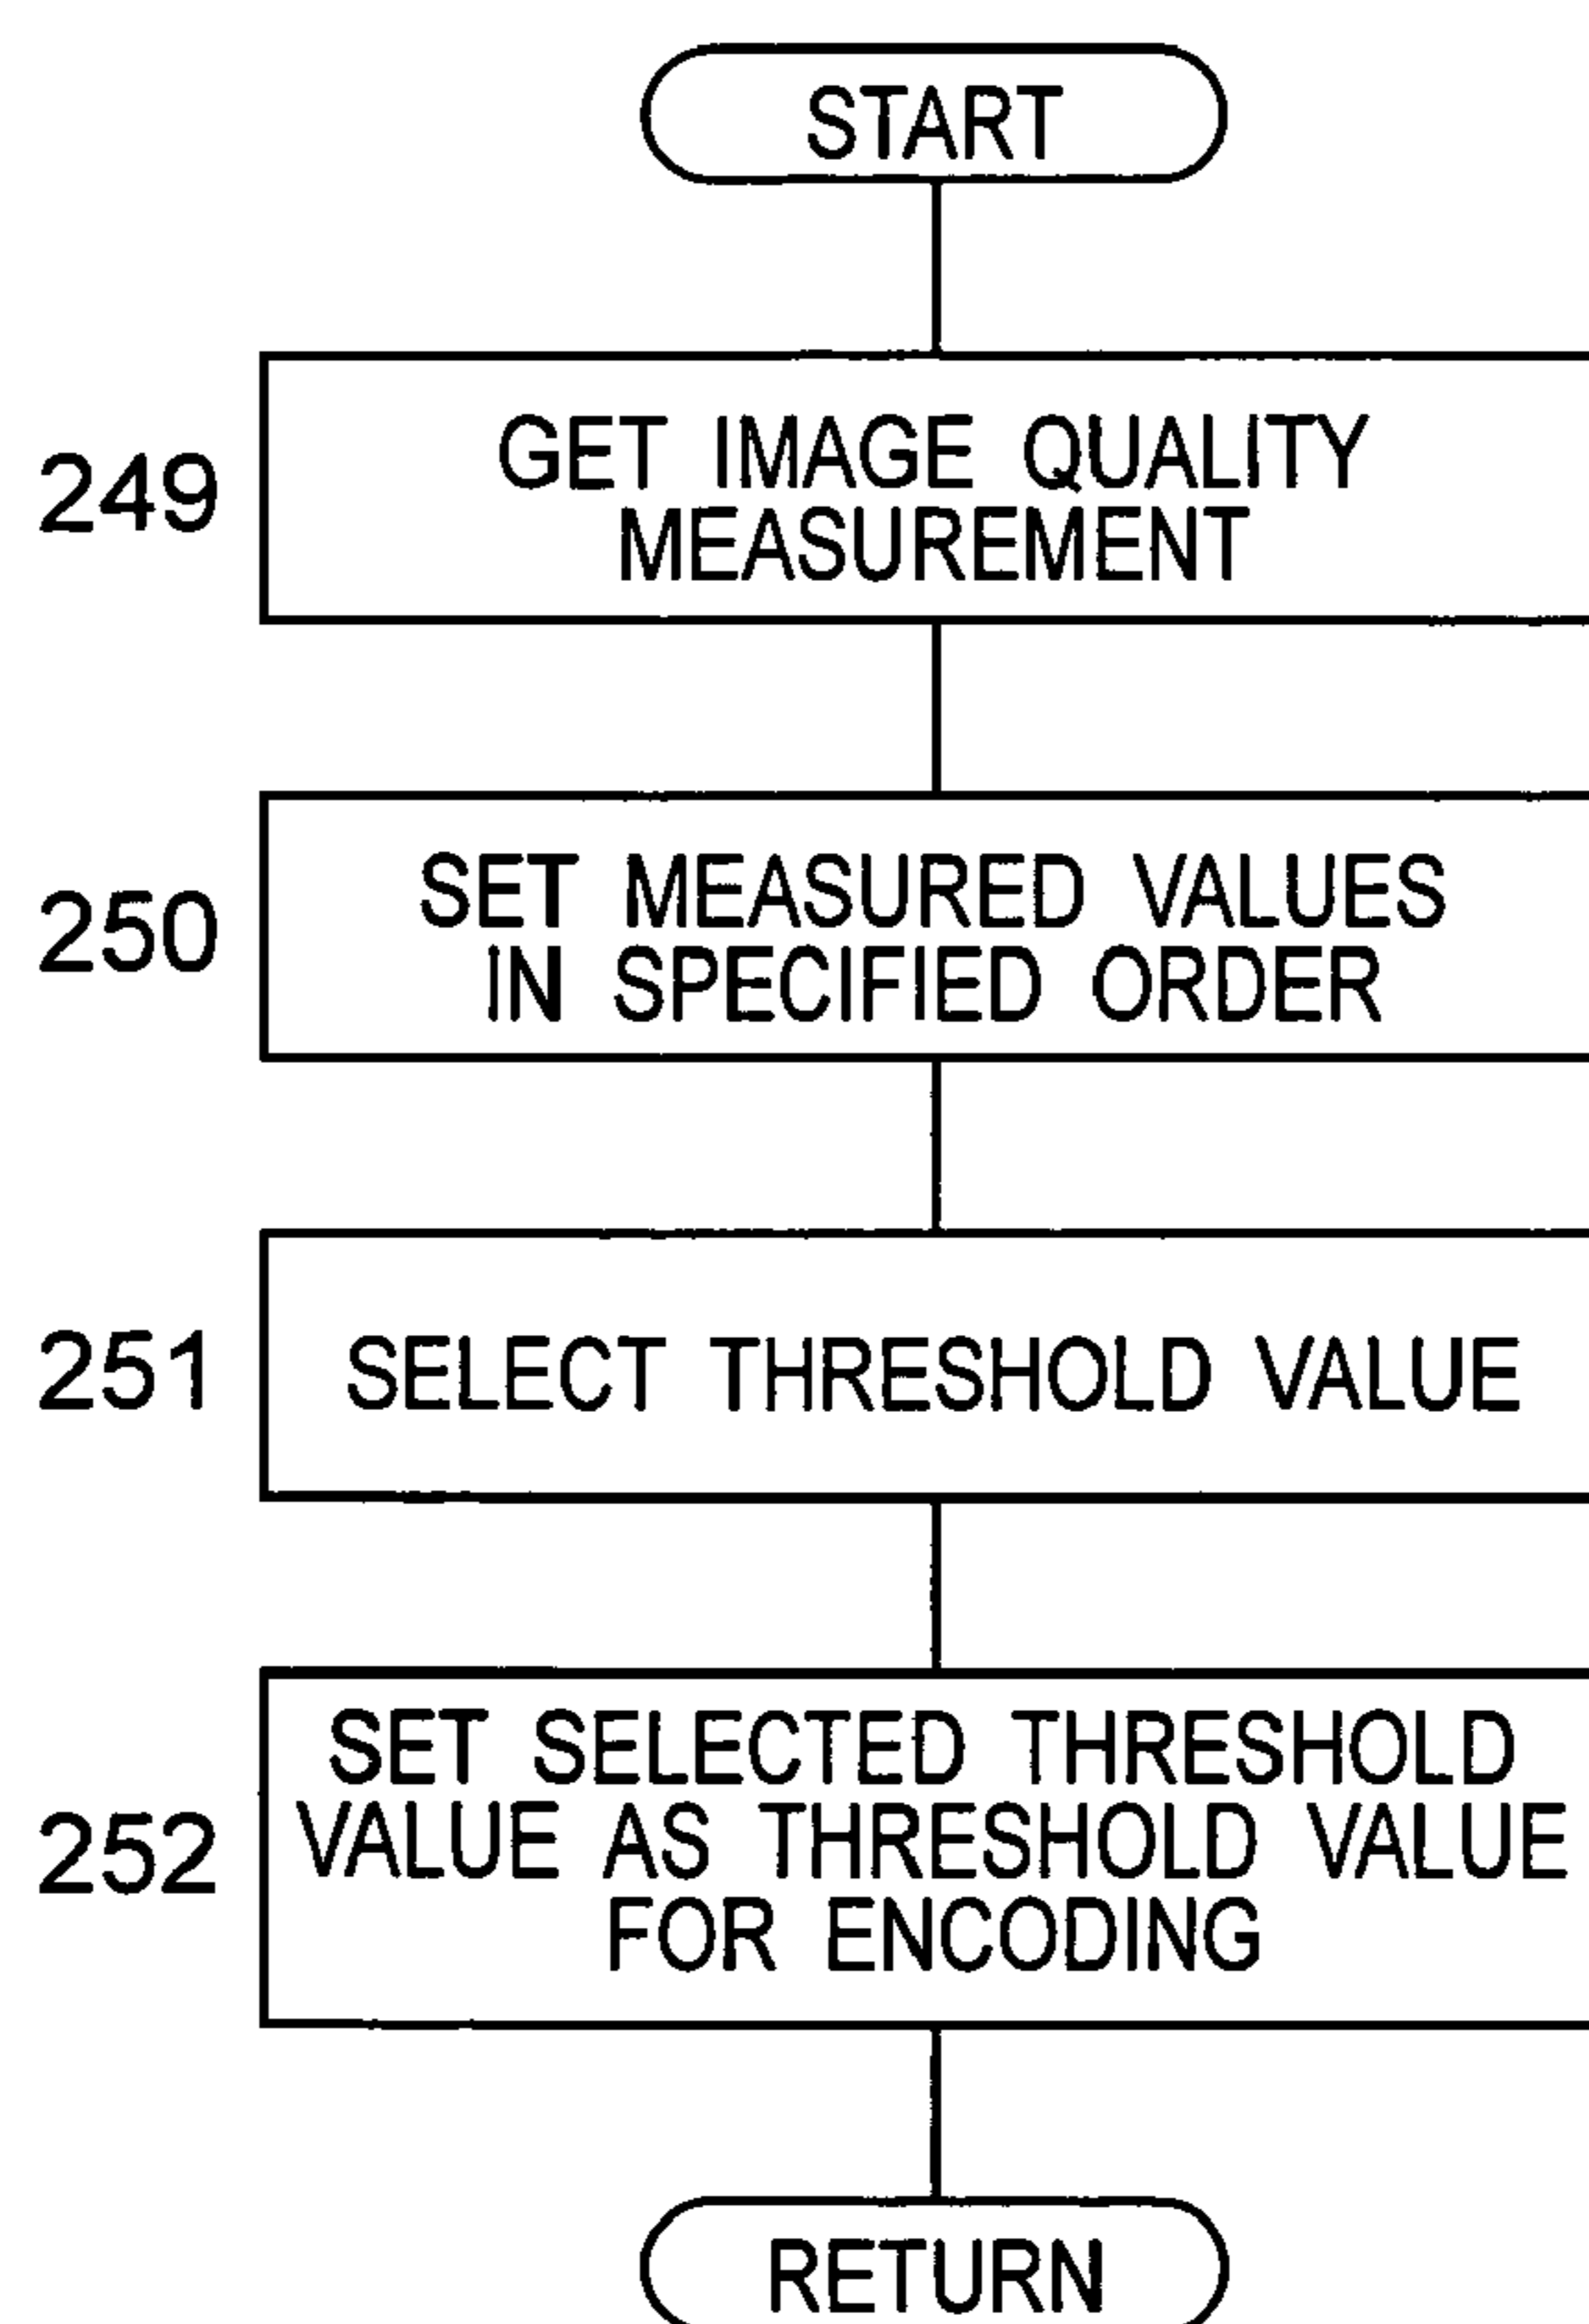 START
249
GET IMAGE QUALITY
MEASUREMENT
250
SET MEASURED VALUES
IN SPECIFIED ORDER
251
SELECT THRESHOLD VALUE
252
SET SELECTED THRESHOLD
VALUE AS THRESHOLD VALUE
FOR ENCODING
RETURN